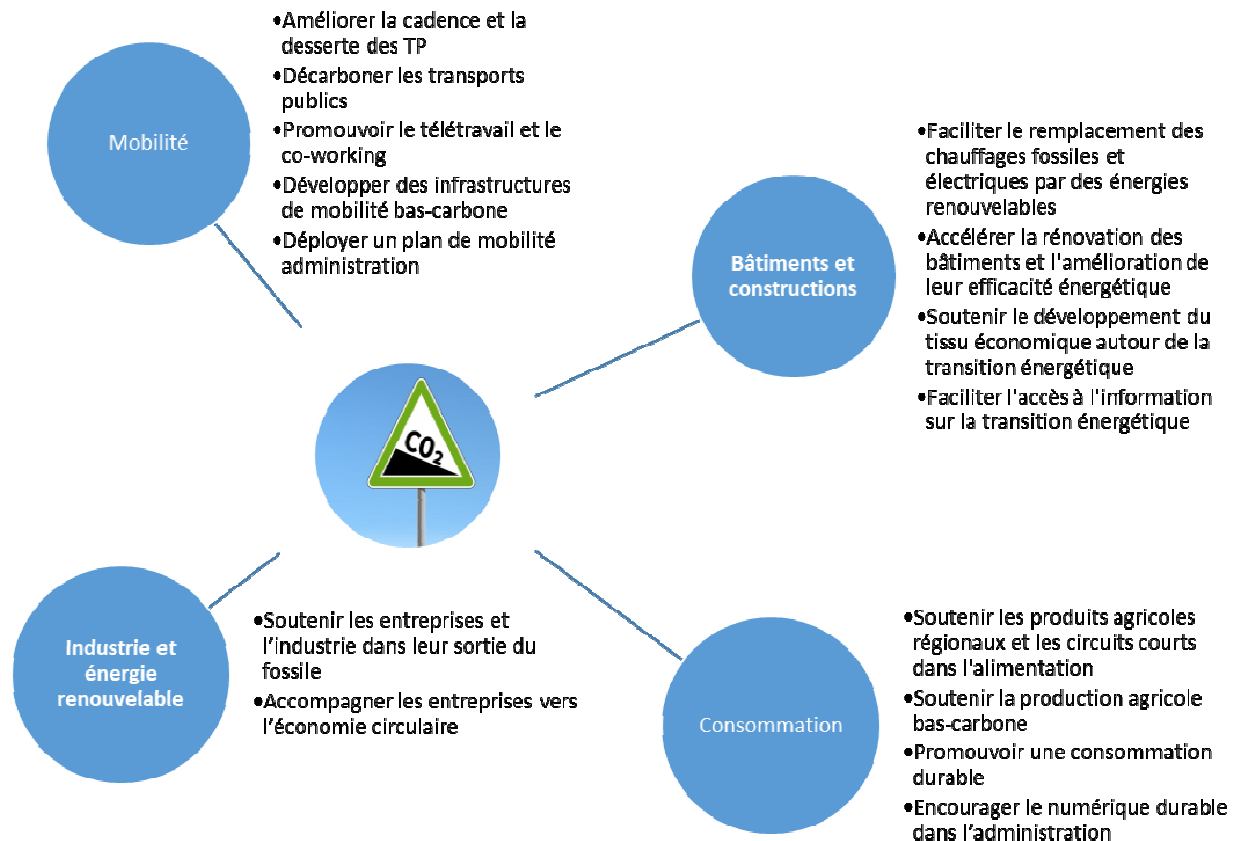 Mobilité
•Améliorer la cadence et la
desserte des TP
•Décarboner les transports
publics
•Promouvoir le télétravail et le
co-working
•Développer des infrastructures
de mobilité bas-carbone
•Déployer un plan de mobilité
administration
Bâtiments et
constructions
•Faciliter le remplacement des
chauffages fossiles et
électriques par des énergies
renouvelables
•Accélérer la rénovation des
bâtiments et l'amélioration de
leur efficacité énergétique
•Soutenir le développement du
tissu économique autour de la
transition énergétique
•Faciliter l'accès à l'information
sur la transition énergétique
CO₂
Industrie et
énergie
renouvelable
•Soutenir les entreprises et
l’industrie dans leur sortie du
fossile
•Accompagner les entreprises vers
l’économie circulaire
Consommation
•Soutenir les produits agricoles
régionaux et les circuits courts
dans l'alimentation
•Soutenir la production agricole
bas-carbone
•Promouvoir une consommation
durable
•Encourager le numérique durable
dans l’administration